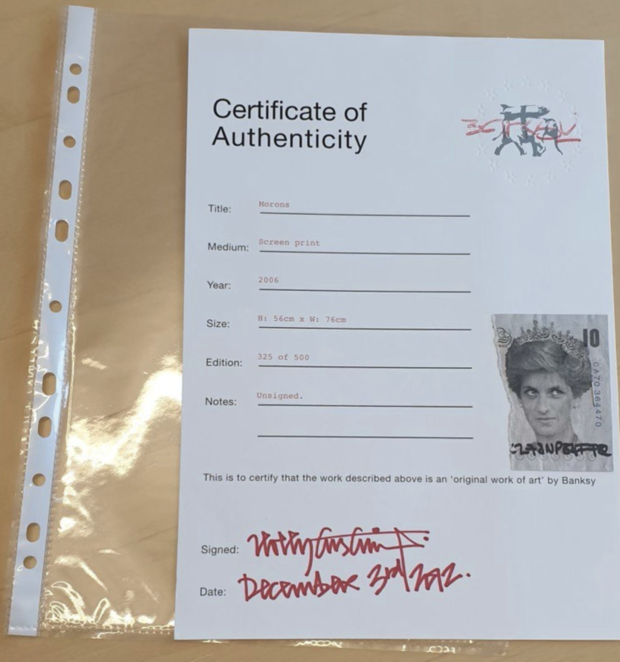 Certificate of
Authenticity
Title: Morons
Medium: Screen print
Year: 2006
Size: H: 56cm x W: 76cm
Edition: 325 of 500
Notes: Unsigned.
10
This is to certify that the work described above is an 'original work of art' by Banksy
Signed:
Date: December 3rd 2012.